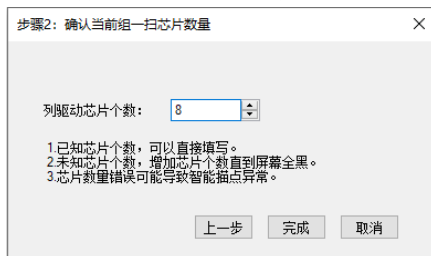 步骤2：确认当前组一扫芯片数量
列驱动芯片个数： 8
1.已知芯片个数，可以直接填写。
2.未知芯片个数，增加芯片个数直到屏幕全黑。
3.芯片数量错误可能导致智能描点异常。
上一步 完成 取消